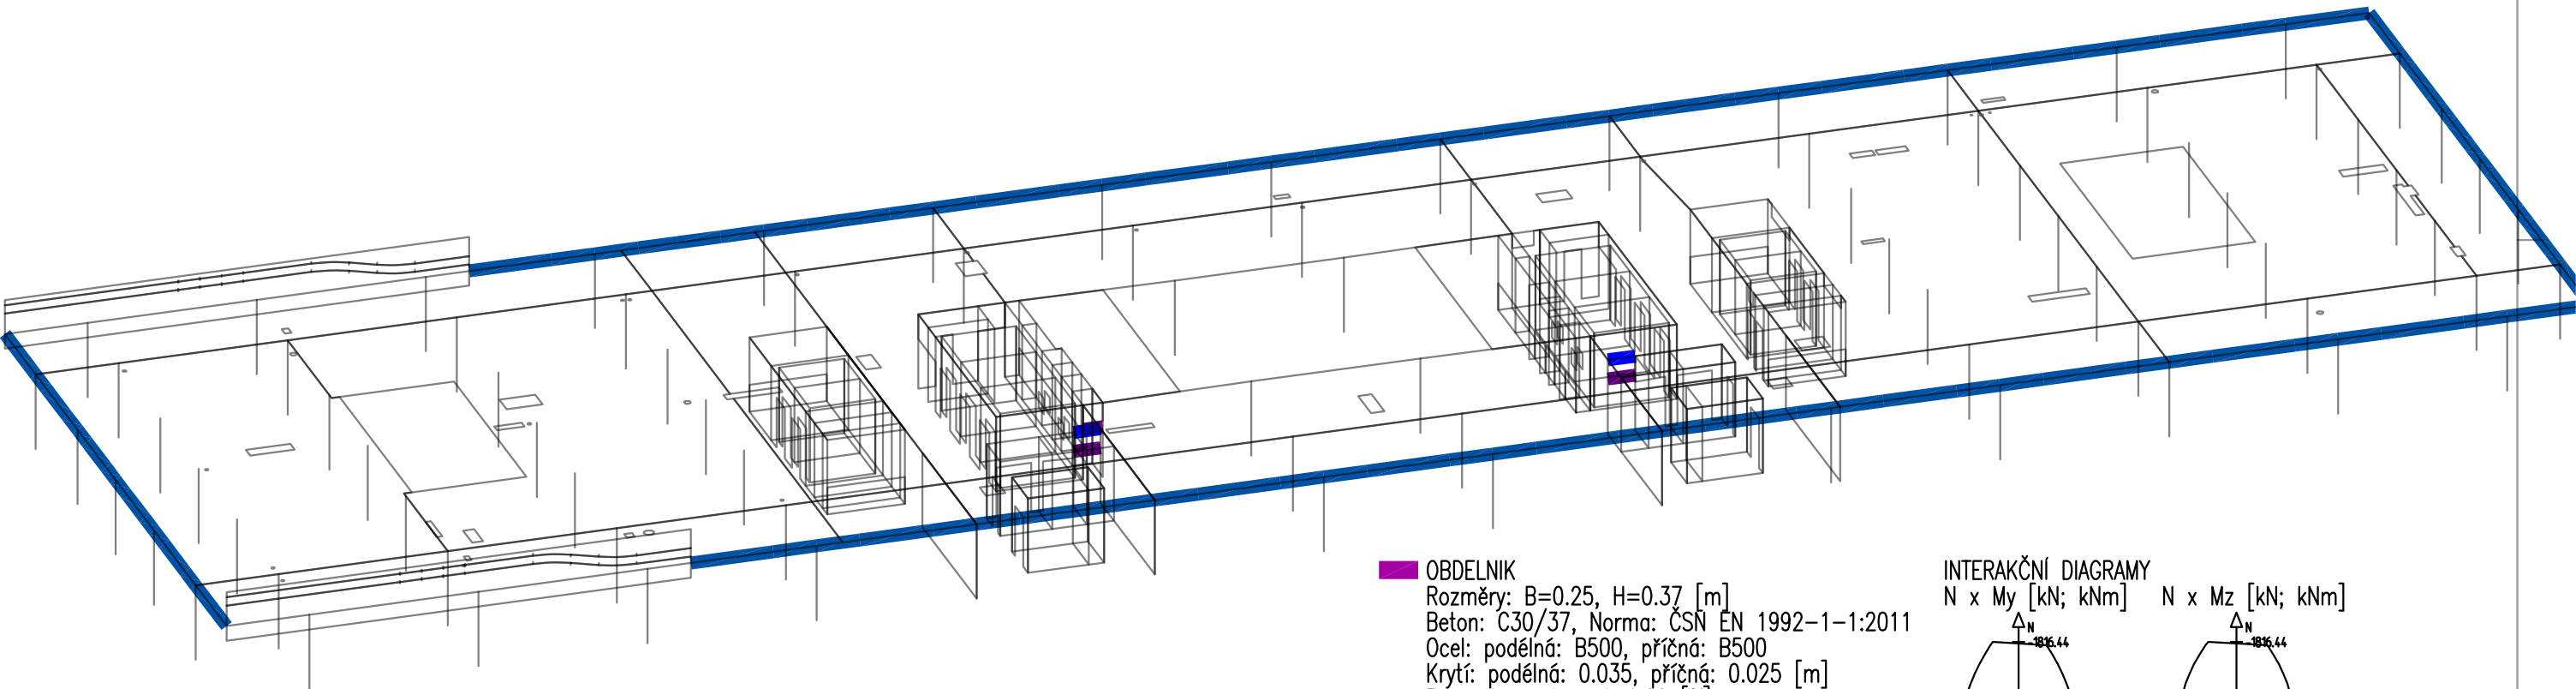 OBDELNIK
Rozměry: B=0.25, H=0.37 [m]
Beton: C30/37, Norma: ČSN EN 1992-1-1:2011
Ocel: podélná: B500, příčná: B500
Krytí: podélná: 0.035, příčná: 0.025 [m]
INTERAKČNÍ DIAGRAMY
N x My [kN; kNm] N x Mz [kN; kNm]
N N
-1816.44 -1816.44